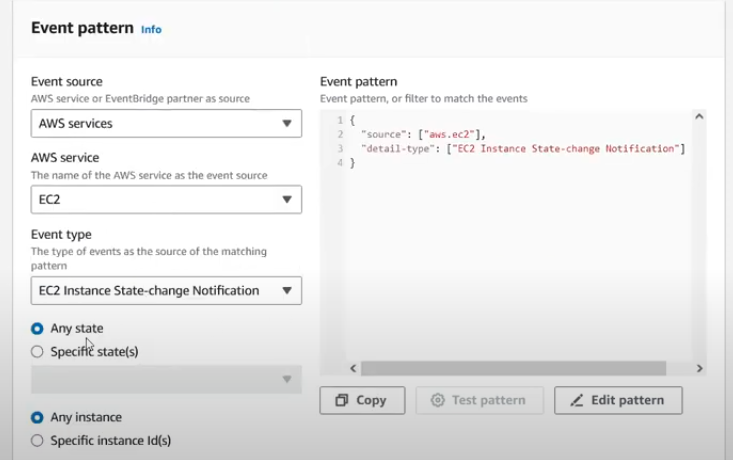 Event pattern Info
Event source
AWS service or EventBridge partner as source
AWS services
AWS service
The name of the AWS service as the event source
EC2
Event type
The type of events as the source of the matching
pattern
EC2 Instance State-change Notification
Any state
Specific state(s)
Any instance
Specific instance Id(s)
Event pattern
Event pattern, or filter to match the events
1 {
2 "source": ["aws.ec2"],
3 "detail-type": ["EC2 Instance State-change Notification"]
4 }
Copy
Test pattern
Edit pattern